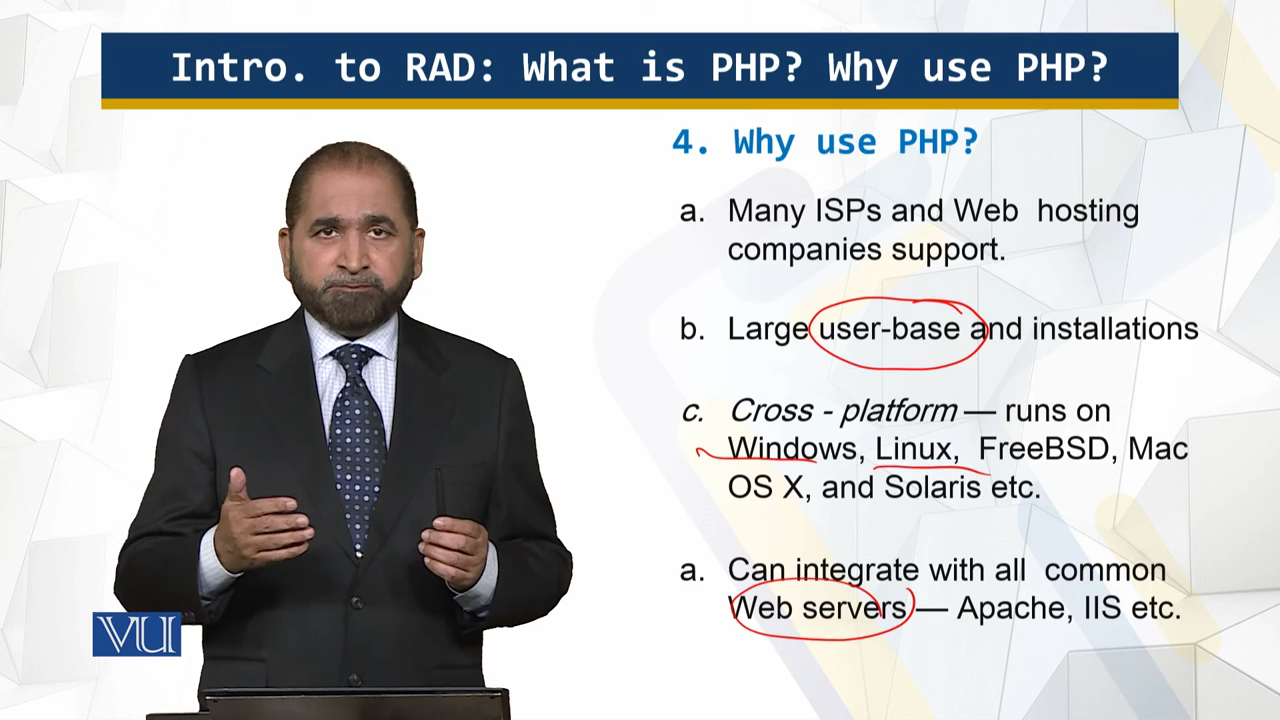 Intro. to RAD: What is PHP? Why use PHP?
4. Why use PHP?
a. Many ISPs and Web hosting
companies support.
b. Large user-base and installations
c. Cross - platform — runs on
Windows, Linux, FreeBSD, Mac
OS X, and Solaris etc.
a. Can integrate with all common
Web servers — Apache, IIS etc.
VU